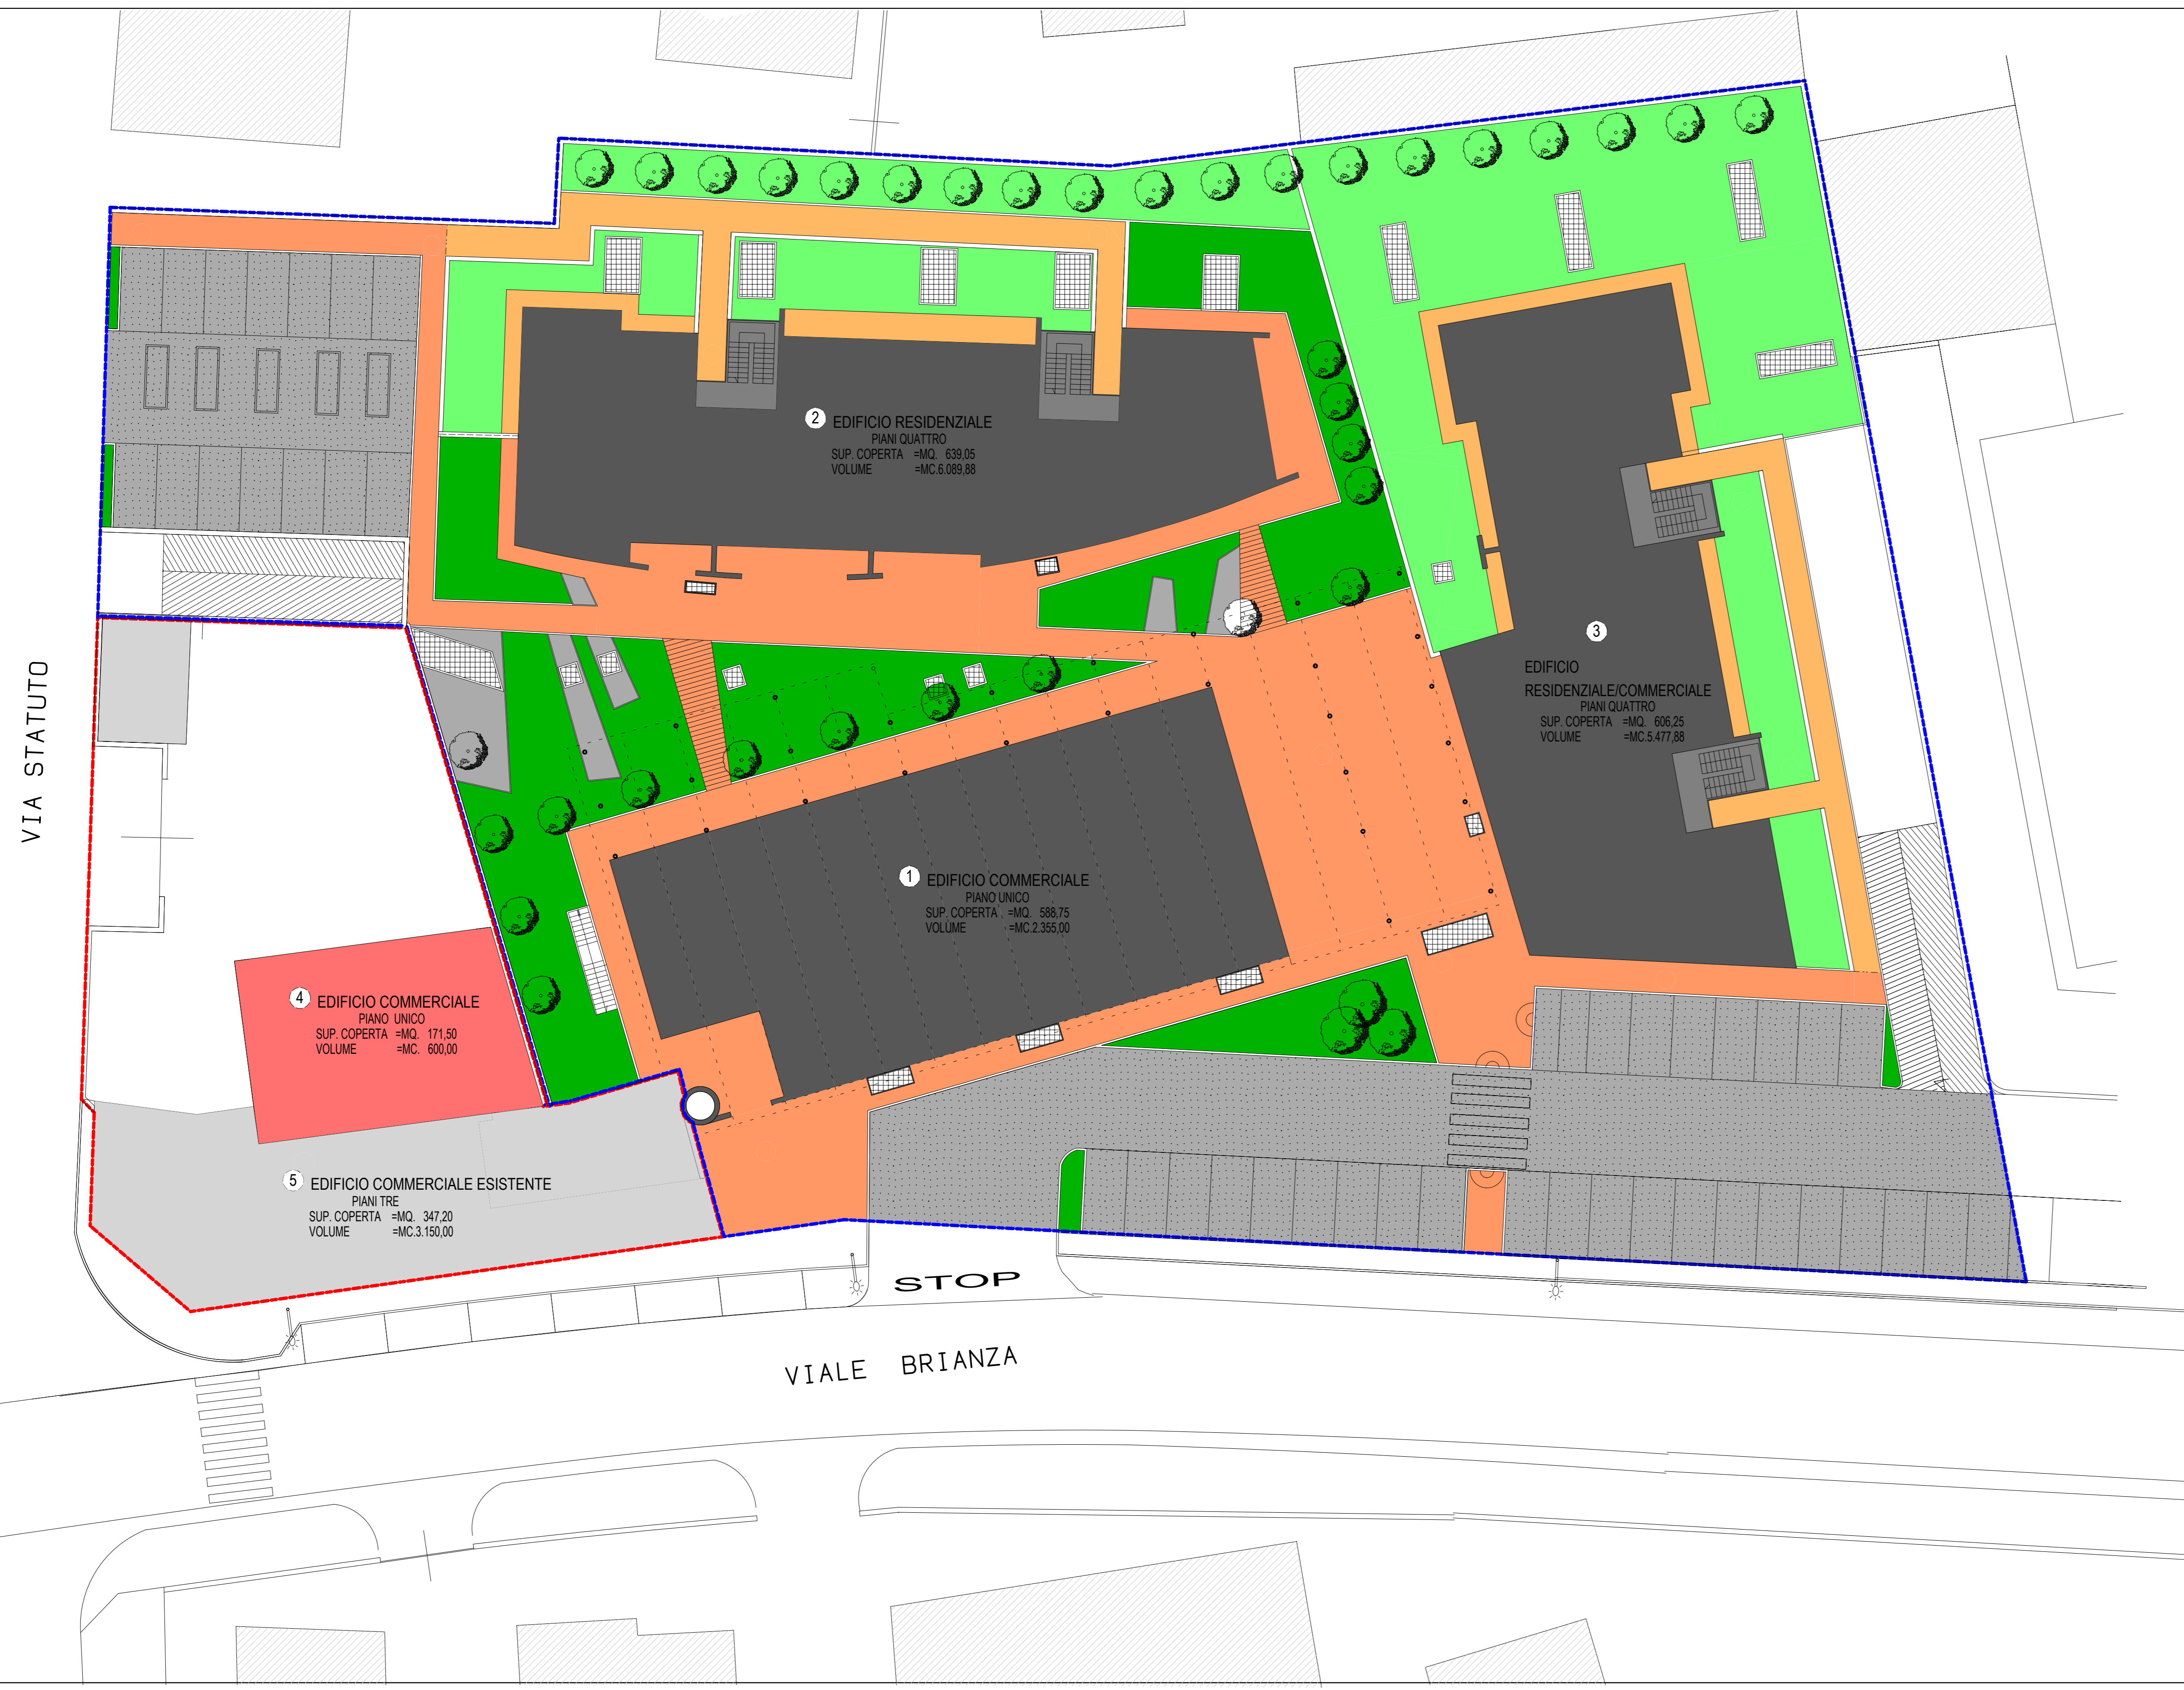 2 EDIFICIO RESIDENZIALE
PIANI QUATTRO
SUP. COPERTA =MQ. 639,05
VOLUME =MC.6.089,88
3
EDIFICIO
RESIDENZIALE/COMMERCIALE
PIANI QUATTRO
SUP. COPERTA =MQ. 606,25
VOLUME =MC.5.477,88
VIA STATUTO
1 EDIFICIO COMMERCIALE
PIANO UNICO
SUP. COPERTA =MQ. 588,75
VOLUME =MC.2.355,00
4 EDIFICIO COMMERCIALE
PIANO UNICO
SUP. COPERTA =MQ. 171,50
VOLUME =MC. 600,00
5 EDIFICIO COMMERCIALE ESISTENTE
PIANI TRE
SUP. COPERTA =MQ. 347,20
VOLUME =MC.3.150,00
STOP
VIALE BRIANZA